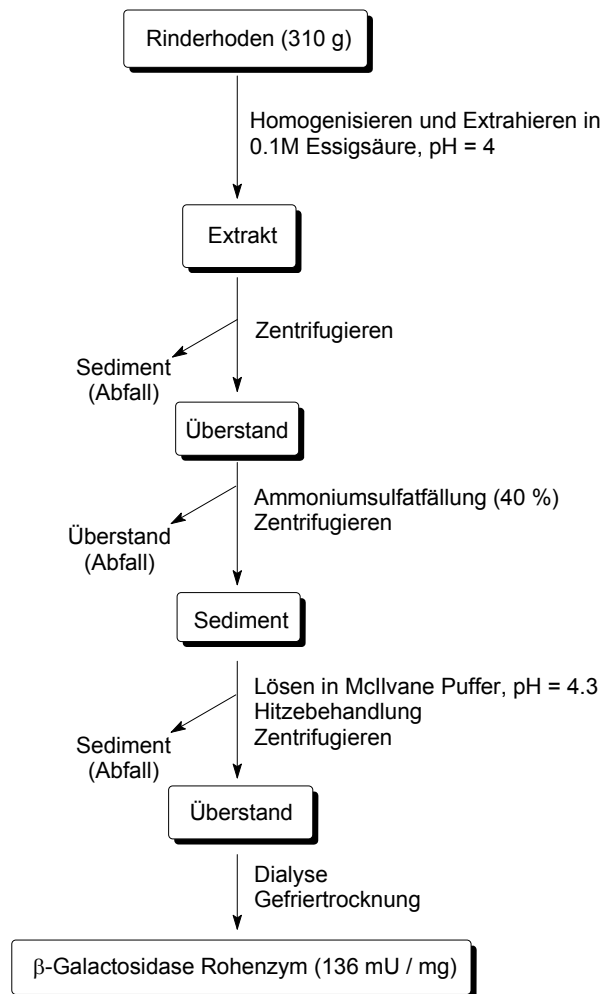 Rinderhoden (310 g)
Homogenisieren und Extrahieren in
0.1M Essigsäure, pH = 4
Extrakt
Zentrifugieren
Sediment
(Abfall)
Überstand
Ammoniumsulfatfällung (40 %)
Zentrifugieren
Überstand
(Abfall)
Sediment
Lösen in McIlvane Puffer, pH = 4.3
Hitzebehandlung
Zentrifugieren
Sediment
(Abfall)
Überstand
Dialyse
Gefriertrocknung
β-Galactosidase Rohenzym (136 mU / mg)